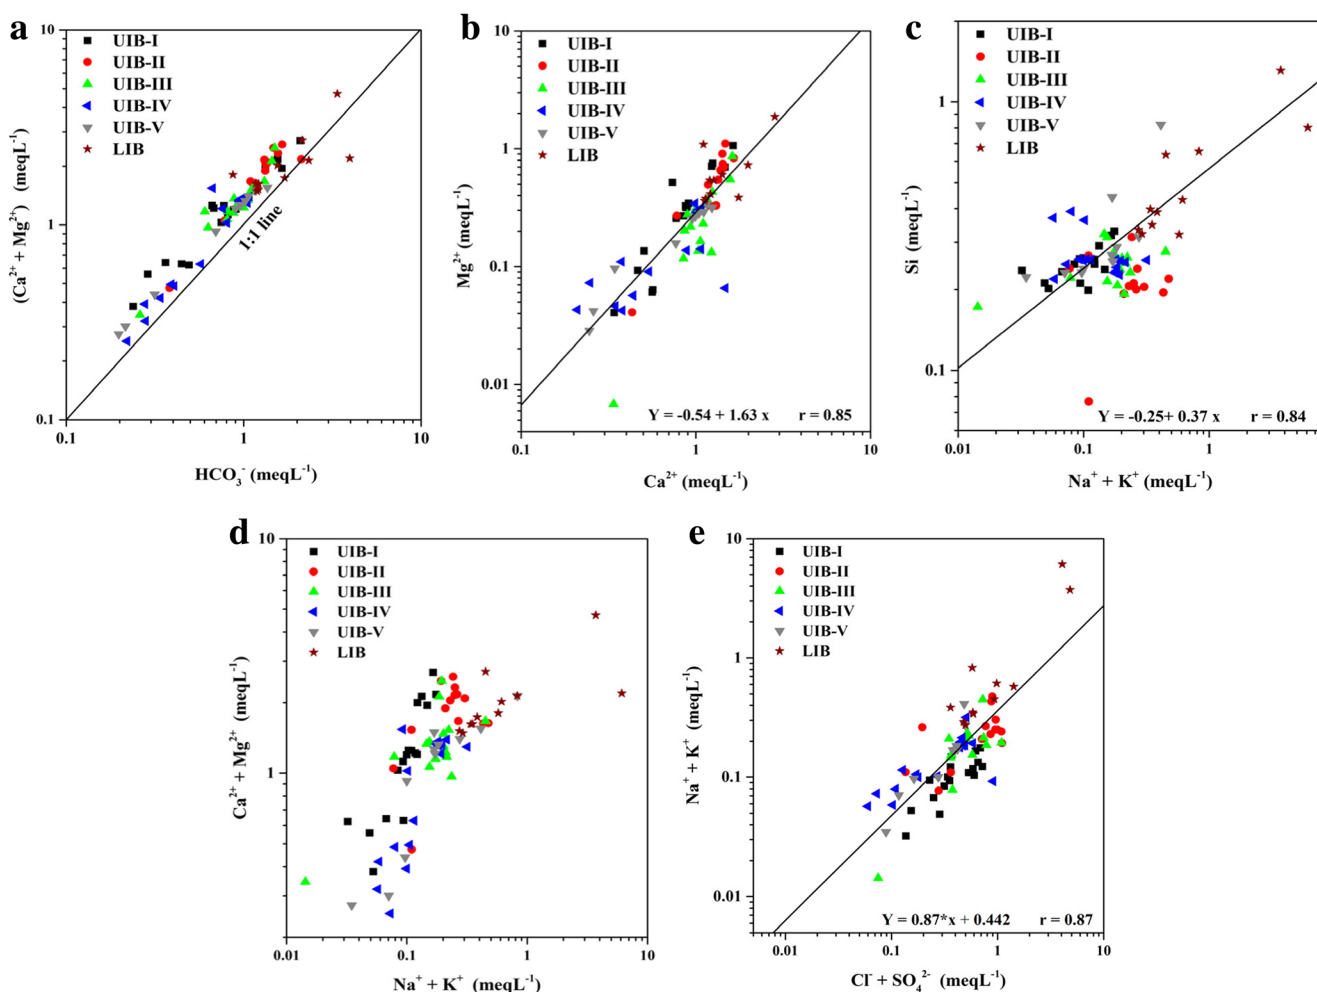 a
UIB-I
UIB-II
UIB-III
UIB-IV
UIB-V
LIB
1:1 line
10
1
0.1
0.1
1
10
(Ca²⁺ + Mg²⁺) (meqL⁻¹)
HCO₃⁻ (meqL⁻¹)
b
UIB-I
UIB-II
UIB-III
UIB-IV
UIB-V
LIB
10
1
0.1
0.01
Y = -0.54 + 1.63 x r = 0.85
0.1
1
10
Mg²⁺ (meqL⁻¹)
Ca²⁺ (meqL⁻¹)
c
UIB-I
UIB-II
UIB-III
UIB-IV
UIB-V
LIB
1
0.1
Y = -0.25+ 0.37 x r = 0.84
0.01
0.1
1
Si (meqL⁻¹)
Na⁺ + K⁺ (meqL⁻¹)
d
UIB-I
UIB-II
UIB-III
UIB-IV
UIB-V
LIB
10
1
0.01
0.1
1
10
Ca²⁺ + Mg²⁺ (meqL⁻¹)
Na⁺ + K⁺ (meqL⁻¹)
e
UIB-I
UIB-II
UIB-III
UIB-IV
UIB-V
LIB
10
1
0.1
0.01
Y = 0.87*x + 0.442 r = 0.87
0.01
0.1
1
10
Na⁺ + K⁺ (meqL⁻¹)
Cl⁻ + SO₄²⁻ (meqL⁻¹)